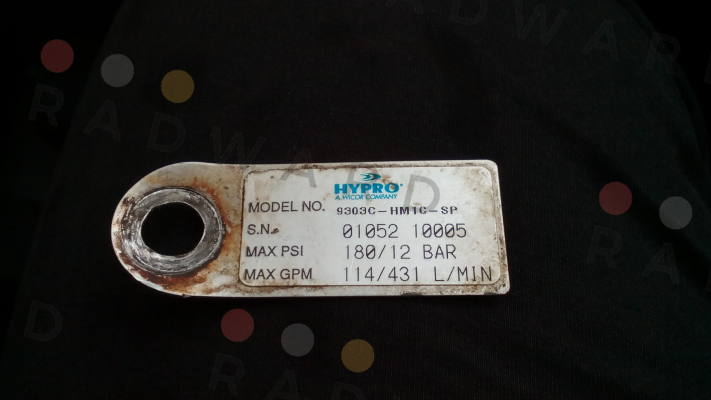 RADWARD
HYPRO
A WICOR COMPANY
MODEL NO. 9303C-HM1C-SP
S.N. 01052 10005
MAX PSI 180/12 BAR
MAX GPM 114/431 L/MIN